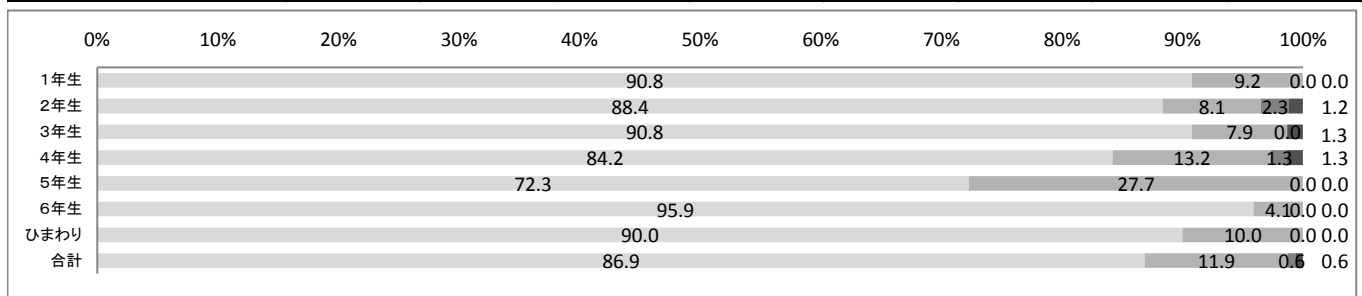 0% 10% 20% 30% 40% 50% 60% 70% 80% 90% 100%
1年生 90.8 9.2 0.0 0.0
2年生 88.4 8.1 2.3 1.2
3年生 90.8 7.9 0.0 1.3
4年生 84.2 13.2 1.3 1.3
5年生 72.3 27.7 0.0 0.0
6年生 95.9 4.1 0.0 0.0
ひまわり 90.0 10.0 0.0 0.0
合計 86.9 11.9 0.6 0.6